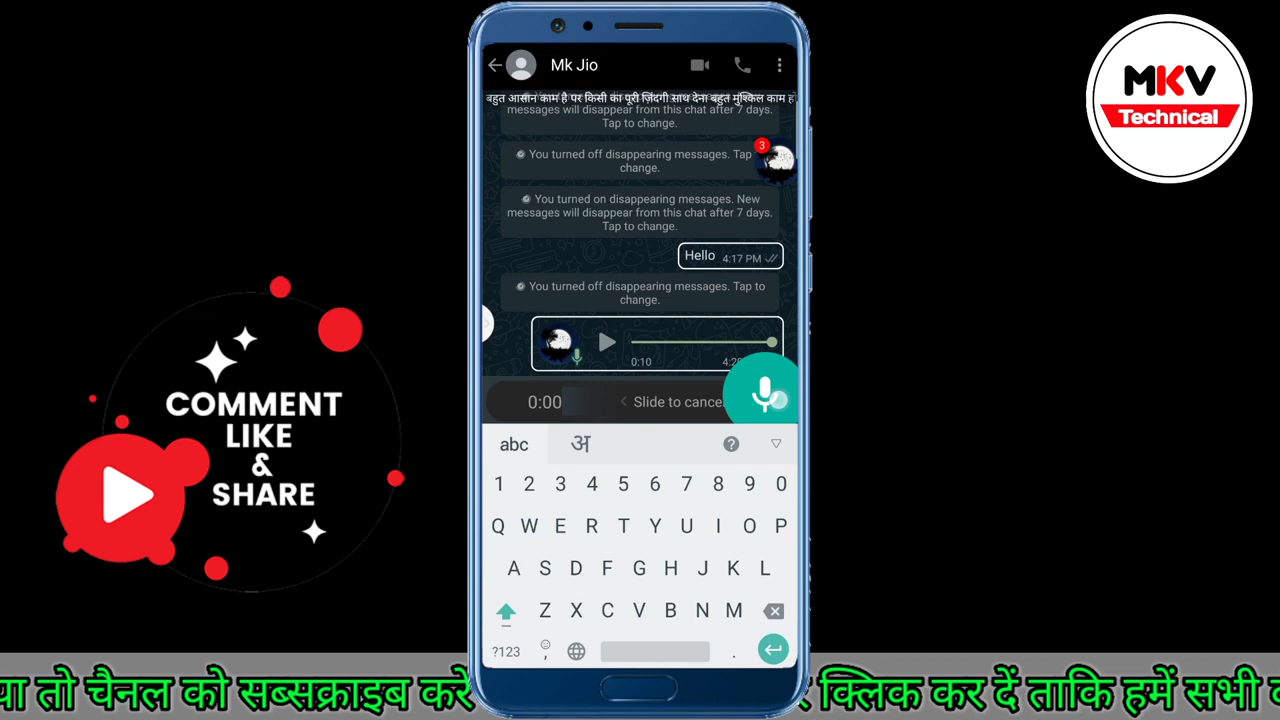 MKV
Technical
Mk Jio
बहुत आसान काम है पर किसी का पूरी ज़िंदगी साथ देना बहुत मुश्किल काम ह
messages will disappear from this chat after 7 days.
Tap to change.
You turned off disappearing messages. Tap
change.
3
You turned on disappearing messages. New
messages will disappear from this chat after 7 days.
Tap to change.
Hello 4:17 PM
You turned off disappearing messages. Tap to
change.
0:10
0:00 < Slide to cance
abc अ ?
1 2 3 4 5 6 7 8 9 0
Q W E R T Y U I O P
A S D F G H J K L
Z X C V B N M
?123 , .
COMMENT
LIKE
&
SHARE
या तो चैनल को सब्सक्राइब करें क्लिक कर दें ताकि हमें सभी